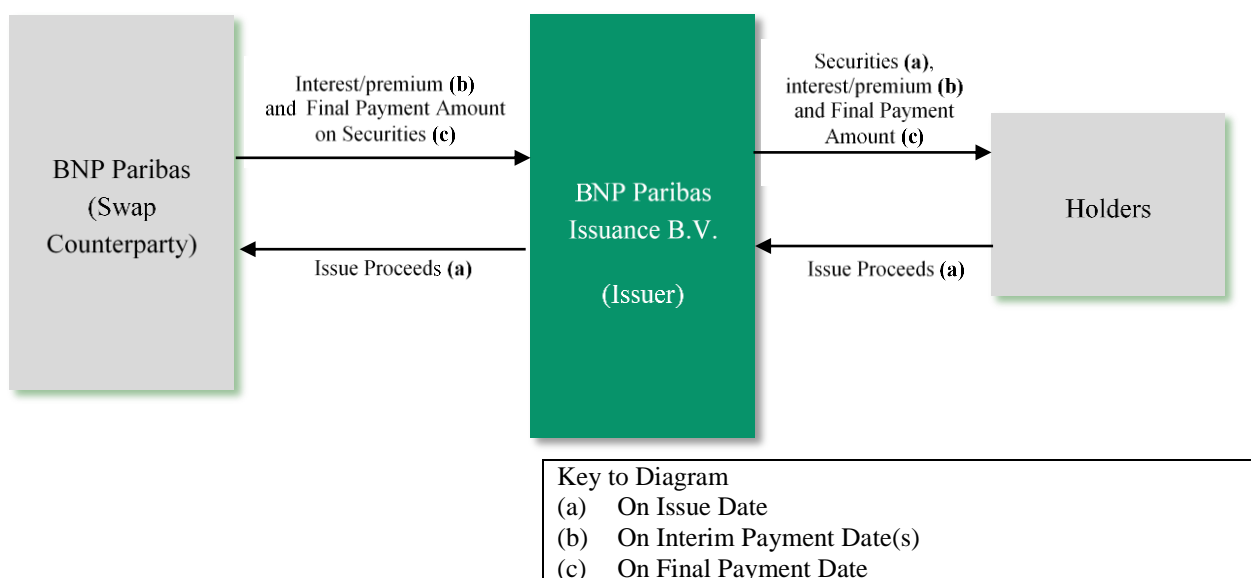 BNP Paribas
(Swap
Counterparty)
Interest/premium (b)
and Final Payment Amount
on Securities (c)
Issue Proceeds (a)
BNP Paribas
Issuance B.V.
(Issuer)
Securities (a),
interest/premium (b)
and Final Payment
Amount (c)
Issue Proceeds (a)
Holders
Key to Diagram
(a) On Issue Date
(b) On Interim Payment Date(s)
(c) On Final Payment Date